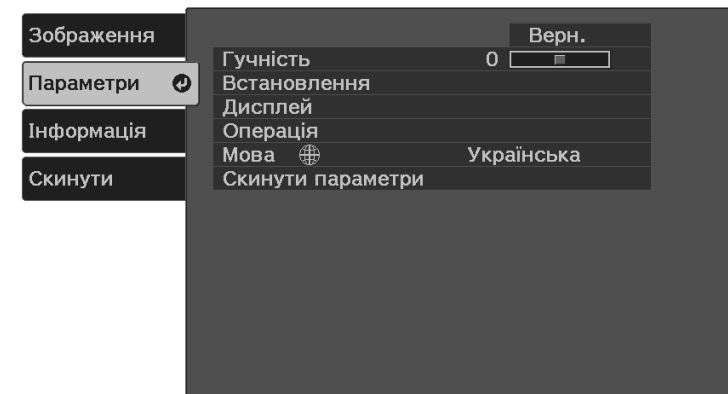 Зображення
Параметри
Інформація
Скинути
Верн.
Гучність 0
Встановлення
Дисплей
Операція
Мова Українська
Скинути параметри